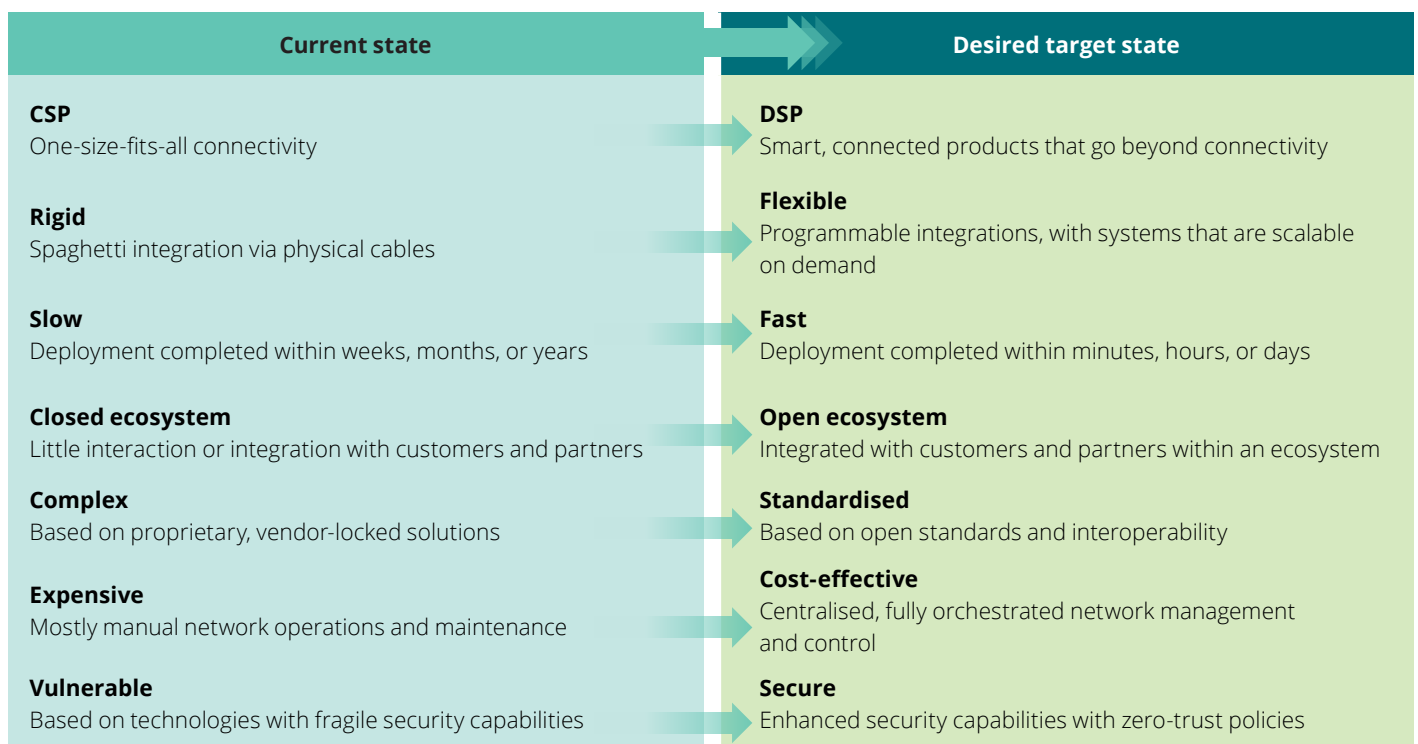 Current state
Desired target state
CSP
One-size-fits-all connectivity
DSP
Smart, connected products that go beyond connectivity
Rigid
Spaghetti integration via physical cables
Flexible
Programmable integrations, with systems that are scalable
on demand
Slow
Deployment completed within weeks, months, or years
Fast
Deployment completed within minutes, hours, or days
Closed ecosystem
Little interaction or integration with customers and partners
Open ecosystem
Integrated with customers and partners within an ecosystem
Complex
Based on proprietary, vendor-locked solutions
Standardised
Based on open standards and interoperability
Expensive
Mostly manual network operations and maintenance
Cost-effective
Centralised, fully orchestrated network management
and control
Vulnerable
Based on technologies with fragile security capabilities
Secure
Enhanced security capabilities with zero-trust policies